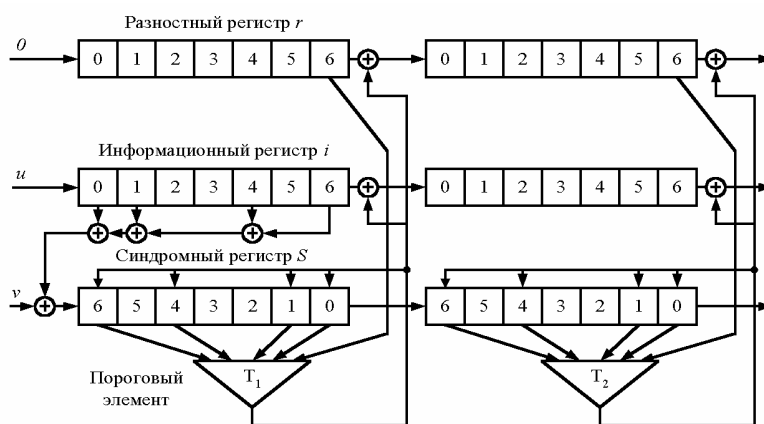 Разностный регистр r
0
0 1 2 3 4 5 6
0 1 2 3 4 5 6
Информационный регистр i
u
0 1 2 3 4 5 6
0 1 2 3 4 5 6
Синдромный регистр S
v
6 5 4 3 2 1 0
6 5 4 3 2 1 0
Пороговый
элемент
T1
T2